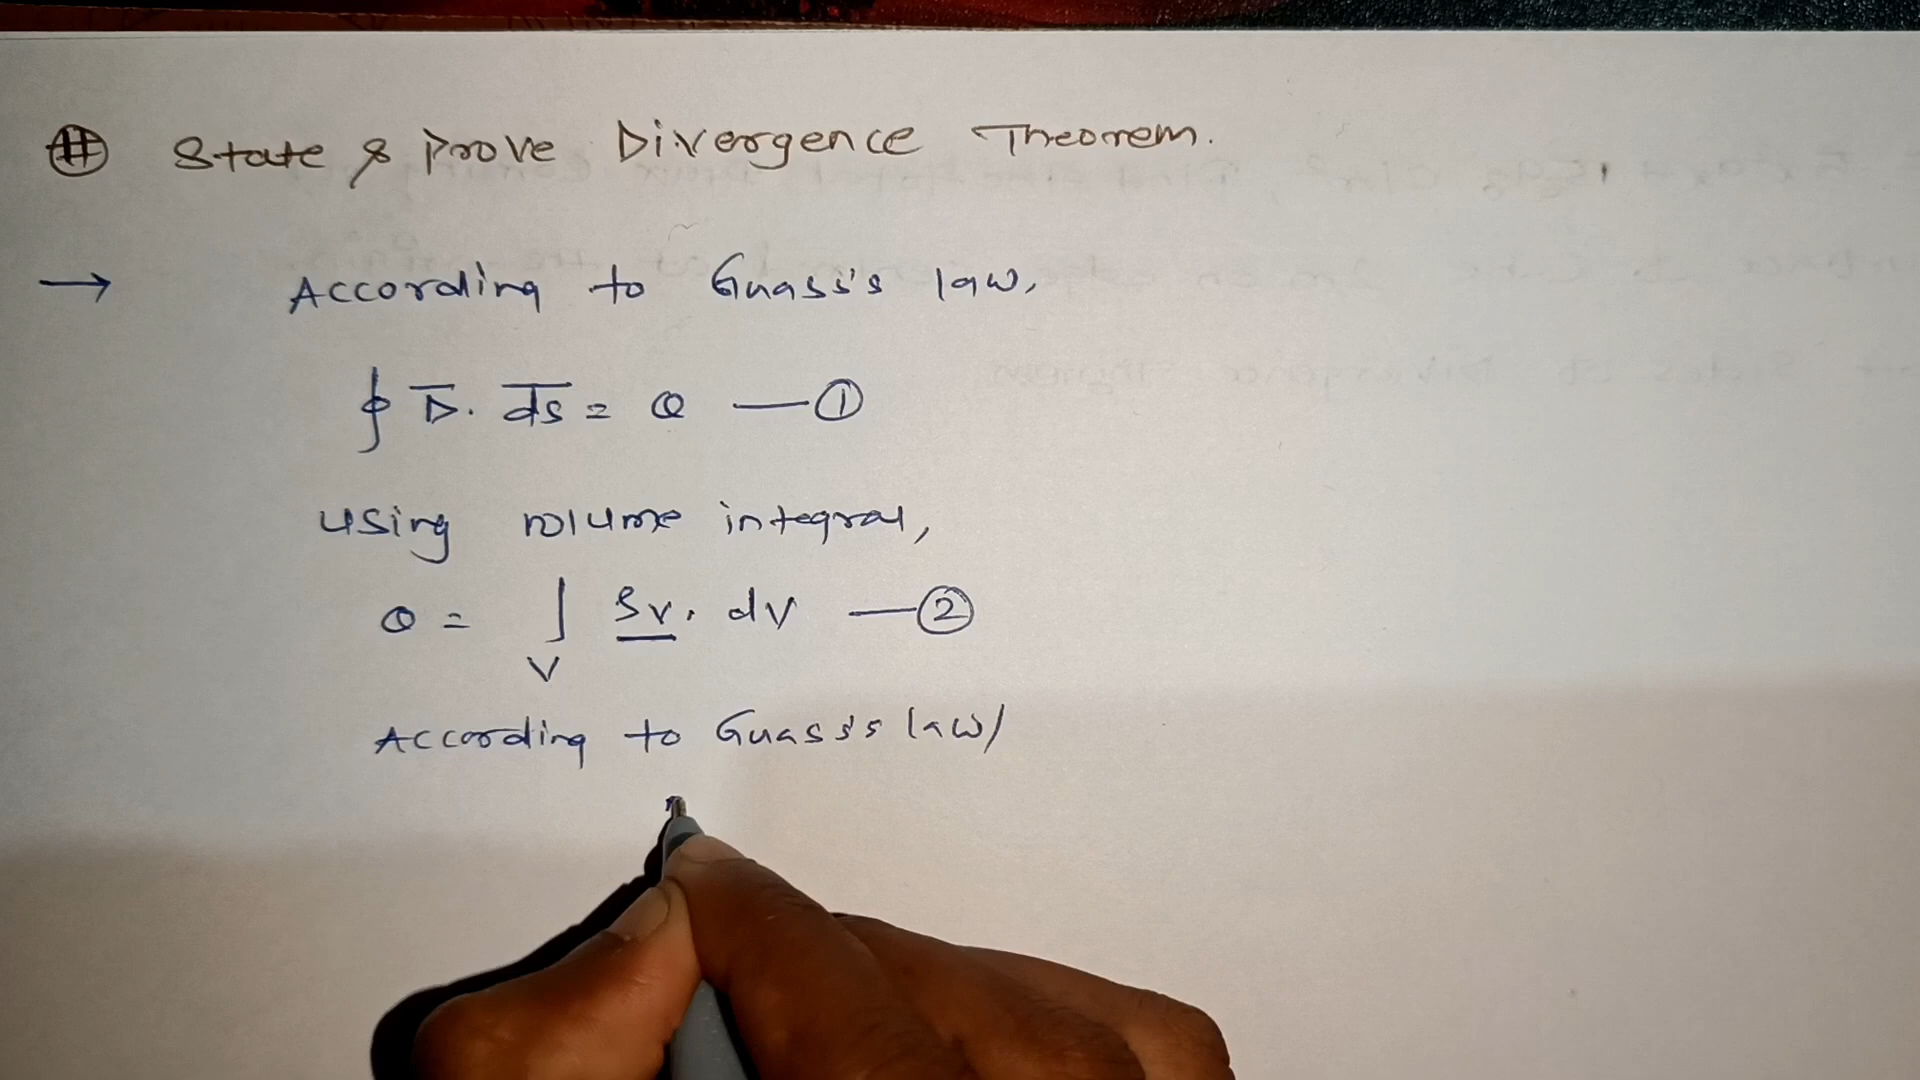 # State & Prove Divergence Theorem.
→ According to Guass's law,
∮ D̅. d̅s̅ = Q —①
using volume integral,
Q = ∫ ρv. dv —②
V
According to Guass's law,